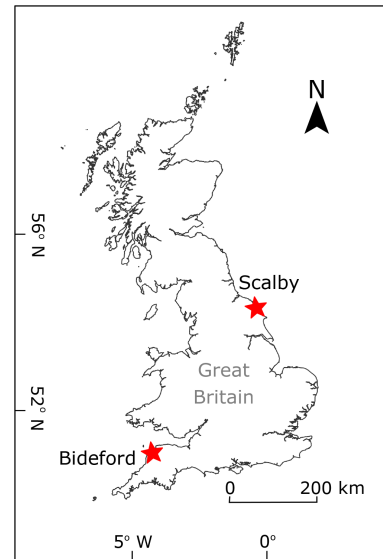 N
56° N
Scalby
Great
Britain
52° N
Bideford
0 200 km
5° W 0°